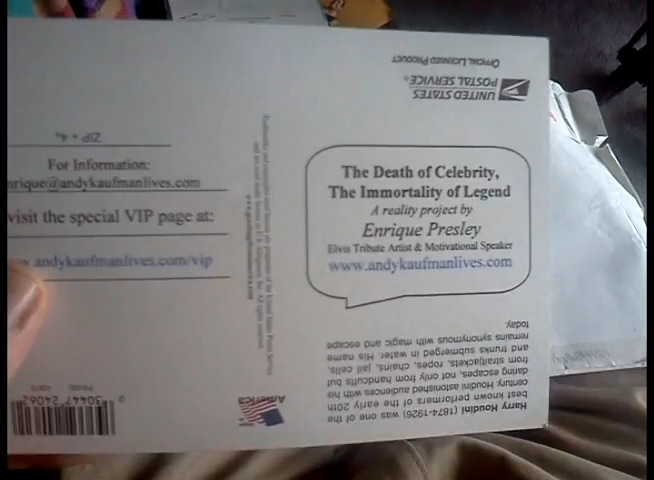 ZIP + 4®
For Information:
nrique@andykaufmanlives.com
visit the special VIP page at:
w.andykaufmanlives.com/vip
The Death of Celebrity,
The Immortality of Legend
A reality project by
Enrique Presley
Elvis Tribute Artist & Motivational Speaker
www.andykaufmanlives.com
UNITED STATES
POSTAL SERVICE®
OFFICIAL LICENSED PRODUCT
Harry Houdini (1874-1926) was one of the
best known performers of the early 20th
century. Houdini astonished audiences with his
daring escapes, not only from handcuffs but
from straitjackets, ropes, chains, jail cells,
and trunks submerged in water. His name
remains synonymous with magic and escape
today.
America
0 30447 24062